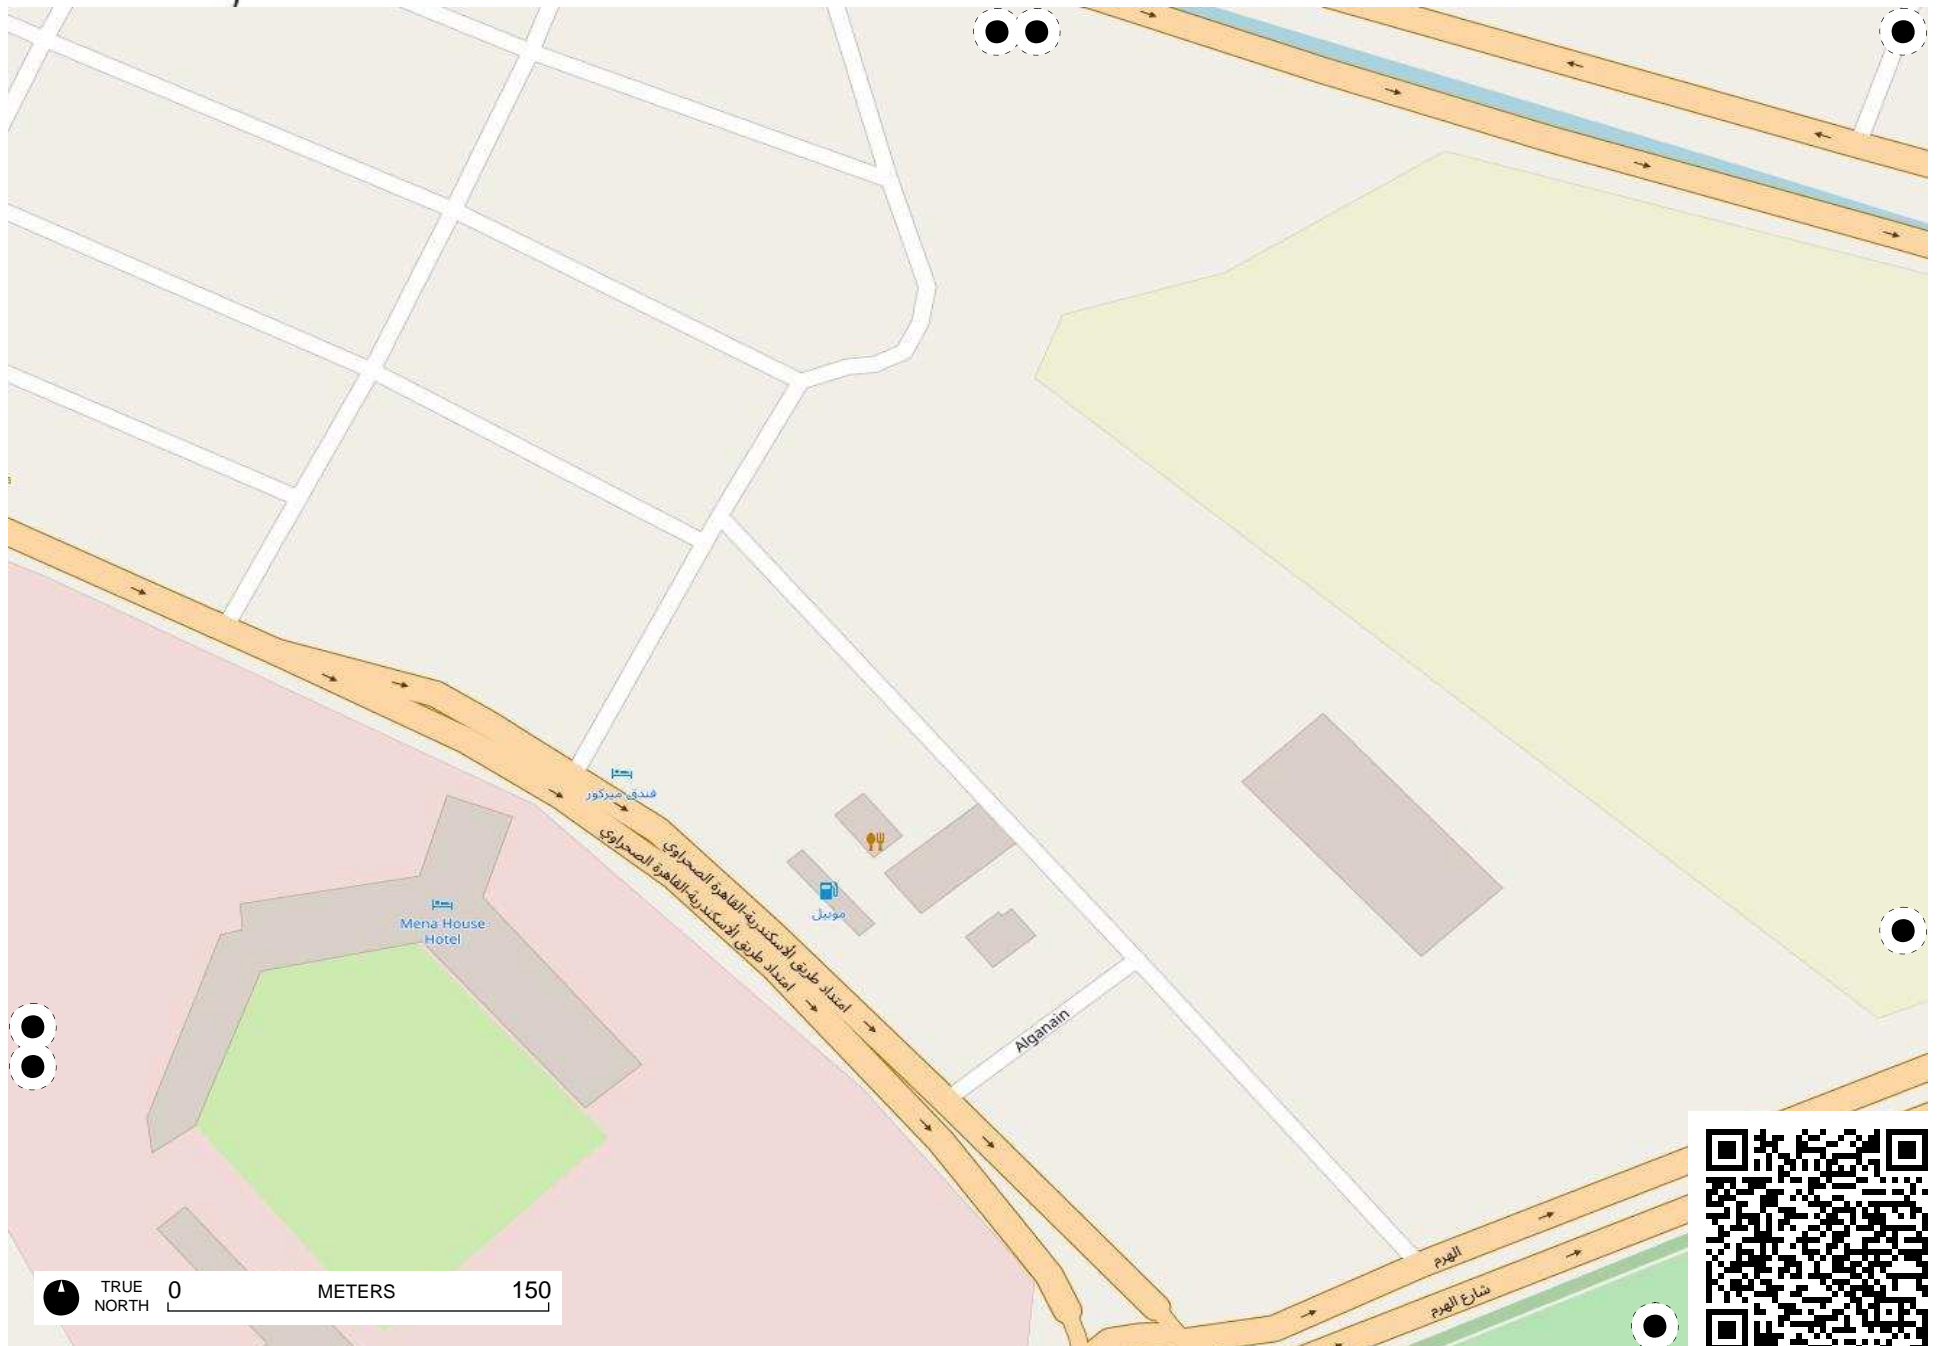 فندق ميركور
امتداد طريق الأسكندرية-القاهرة الصحراوي
امتداد طريق الأسكندرية-القاهرة الصحراوي
موبيل
Mena House
Hotel
Alganain
الهرم
شارع الهرم
TRUE
NORTH
0
METERS
150